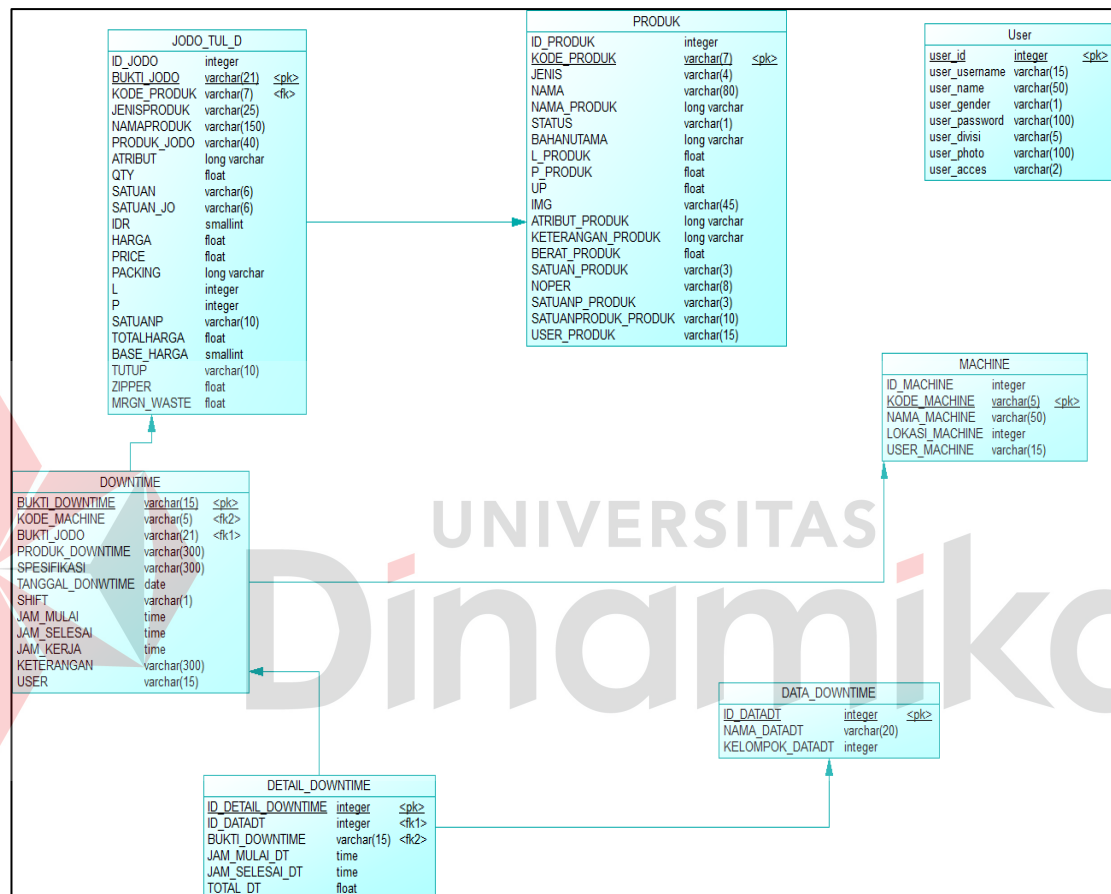 JODO_TUL_D
ID_JODO integer
BUKTI_JODO varchar(21) <pk>
KODE_PRODUK varchar(7) <fk>
JENISPRODUK varchar(25)
NAMAPRODUK varchar(150)
PRODUK_JODO varchar(40)
ATRIBUT long varchar
QTY float
SATUAN varchar(6)
SATUAN_JO varchar(6)
IDR smallint
HARGA float
PRICE float
PACKING long varchar
L integer
P integer
SATUANP varchar(10)
TOTALHARGA float
BASE_HARGA smallint
TUTUP varchar(10)
ZIPPER float
MRGN_WASTE float
PRODUK
ID_PRODUK integer
KODE_PRODUK varchar(7) <pk>
JENIS varchar(4)
NAMA varchar(80)
NAMA_PRODUK long varchar
STATUS varchar(1)
BAHANUTAMA long varchar
L_PRODUK float
P_PRODUK float
UP float
IMG varchar(45)
ATRIBUT_PRODUK long varchar
KETERANGAN_PRODUK long varchar
BERAT_PRODUK float
SATUAN_PRODUK varchar(3)
NOPER varchar(8)
SATUANP_PRODUK varchar(3)
SATUANPRODUK_PRODUK varchar(10)
USER_PRODUK varchar(15)
User
user_id integer <pk>
user_username varchar(15)
user_name varchar(50)
user_gender varchar(1)
user_password varchar(100)
user_divisi varchar(5)
user_photo varchar(100)
user_acces varchar(2)
MACHINE
ID_MACHINE integer
KODE_MACHINE varchar(5) <pk>
NAMA_MACHINE varchar(50)
LOKASI_MACHINE integer
USER_MACHINE varchar(15)
DOWNTIME
BUKTI_DOWNTIME varchar(15) <pk>
KODE_MACHINE varchar(5) <fk2>
BUKTI_JODO varchar(21) <fk1>
PRODUK_DOWNTIME varchar(300)
SPESIFIKASI varchar(300)
TANGGAL_DONWTIME date
SHIFT varchar(1)
JAM_MULAI time
JAM_SELESAI time
JAM_KERJA time
KETERANGAN varchar(300)
USER varchar(15)
UNIVERSITAS
Dinamika
DATA_DOWNTIME
ID_DATADT integer <pk>
NAMA_DATADT varchar(20)
KELOMPOK_DATADT integer
DETAIL_DOWNTIME
ID_DETAIL_DOWNTIME integer <pk>
ID_DATADT integer <fk1>
BUKTI_DOWNTIME varchar(15) <fk2>
JAM_MULAI_DT time
JAM_SELESAI_DT time
TOTAL_DT float